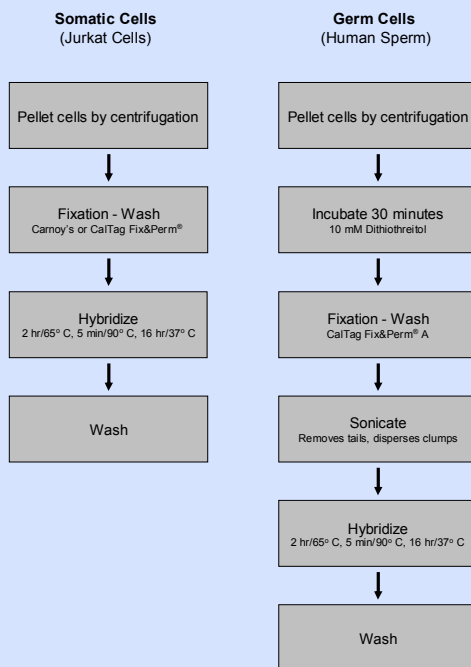 Somatic Cells
(Jurkat Cells)
Pellet cells by centrifugation
Fixation - Wash
Carnoy's or CalTag Fix&Perm®
Hybridize
2 hr/65° C, 5 min/90° C, 16 hr/37° C
Wash
Germ Cells
(Human Sperm)
Pellet cells by centrifugation
Incubate 30 minutes
10 mM Dithiothreitol
Fixation - Wash
CalTag Fix&Perm® A
Sonicate
Removes tails, disperses clumps
Hybridize
2 hr/65° C, 5 min/90° C, 16 hr/37° C
Wash